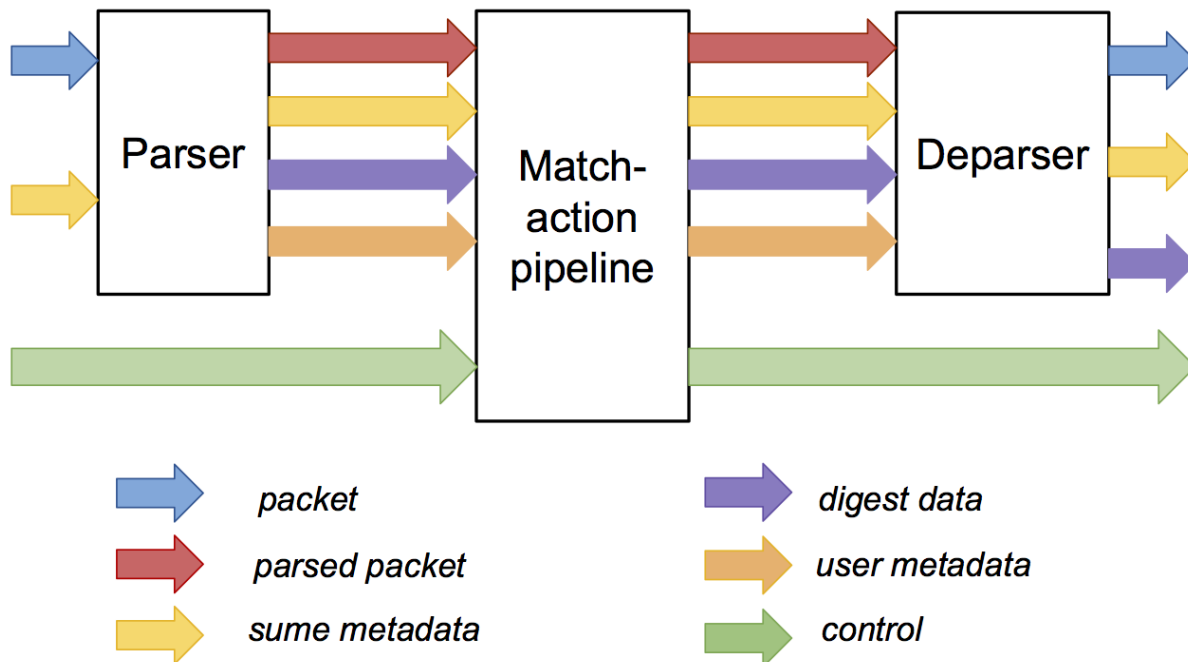 Parser
Match-
action
pipeline
Deparser
packet
digest data
parsed packet
user metadata
sume metadata
control